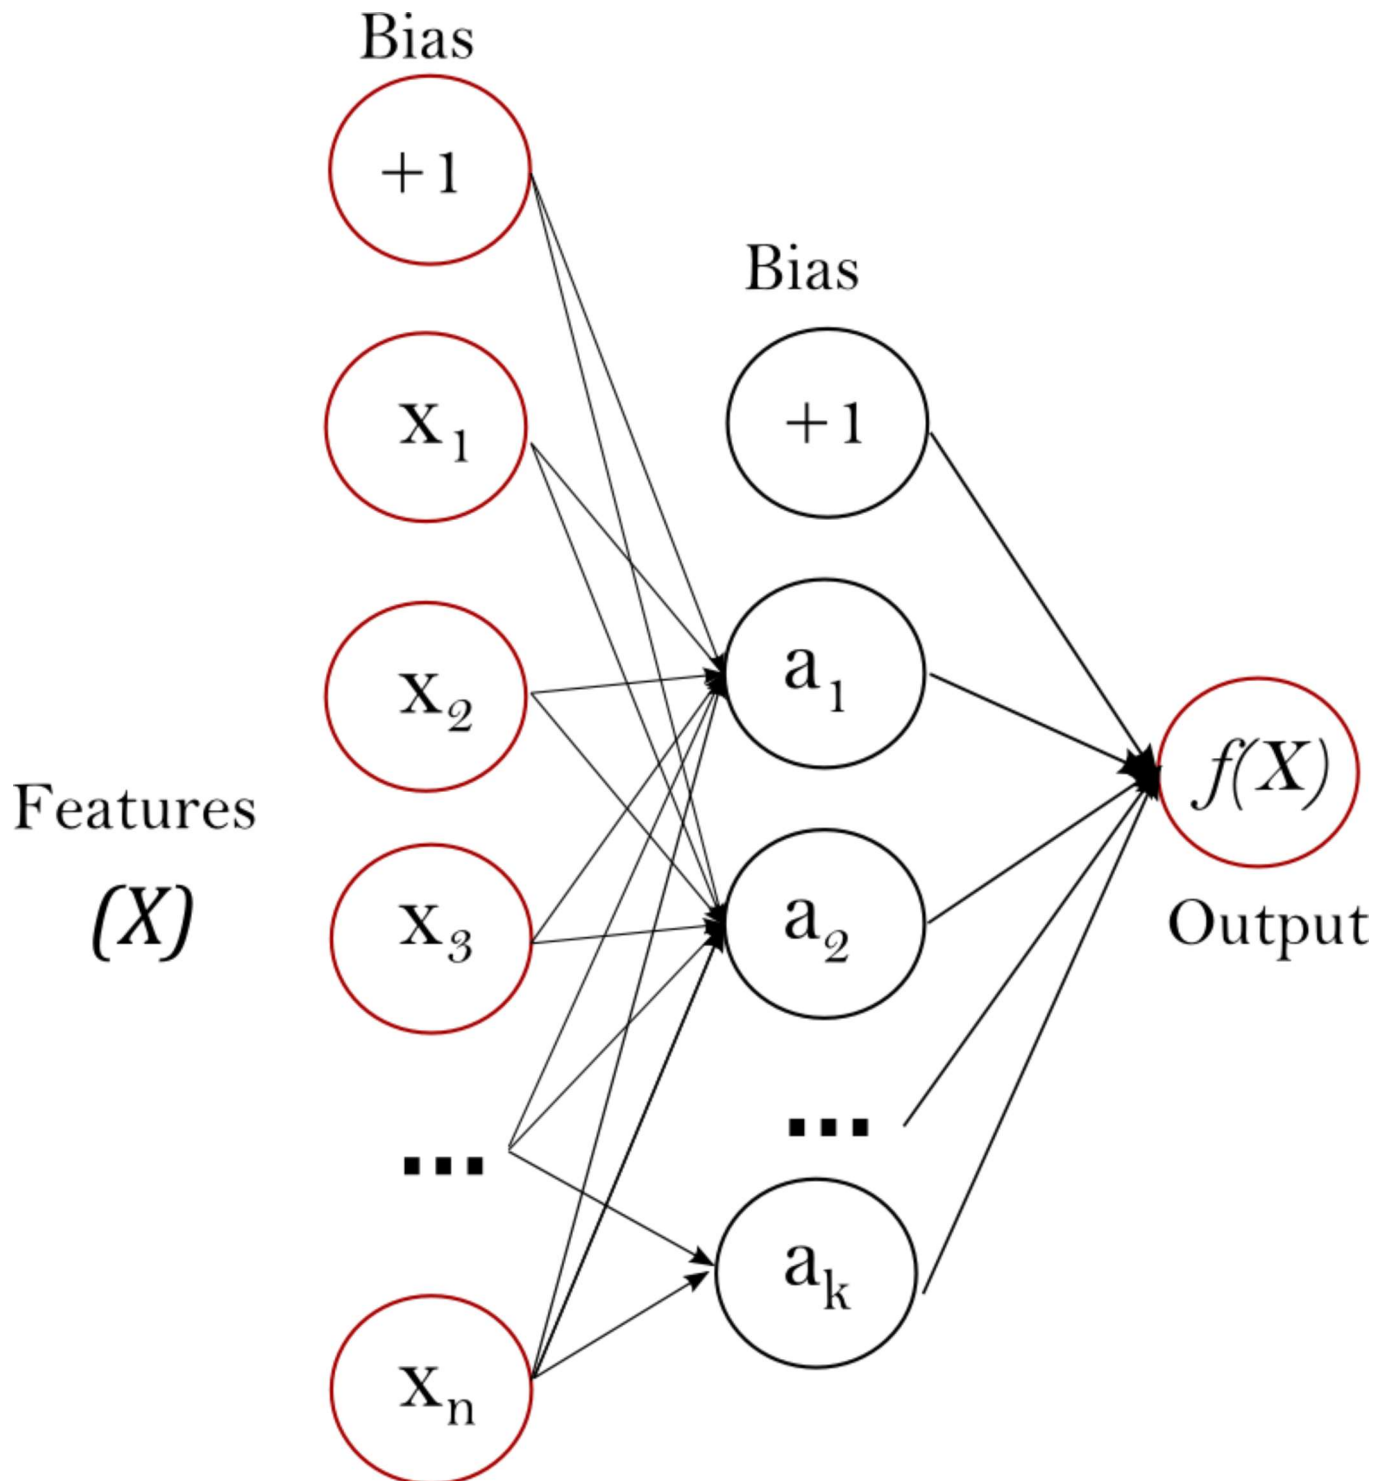 Bias
+1
x1
x2
x3
...
xn
Features
(X)
Bias
+1
a1
a2
...
ak
f(X)
Output